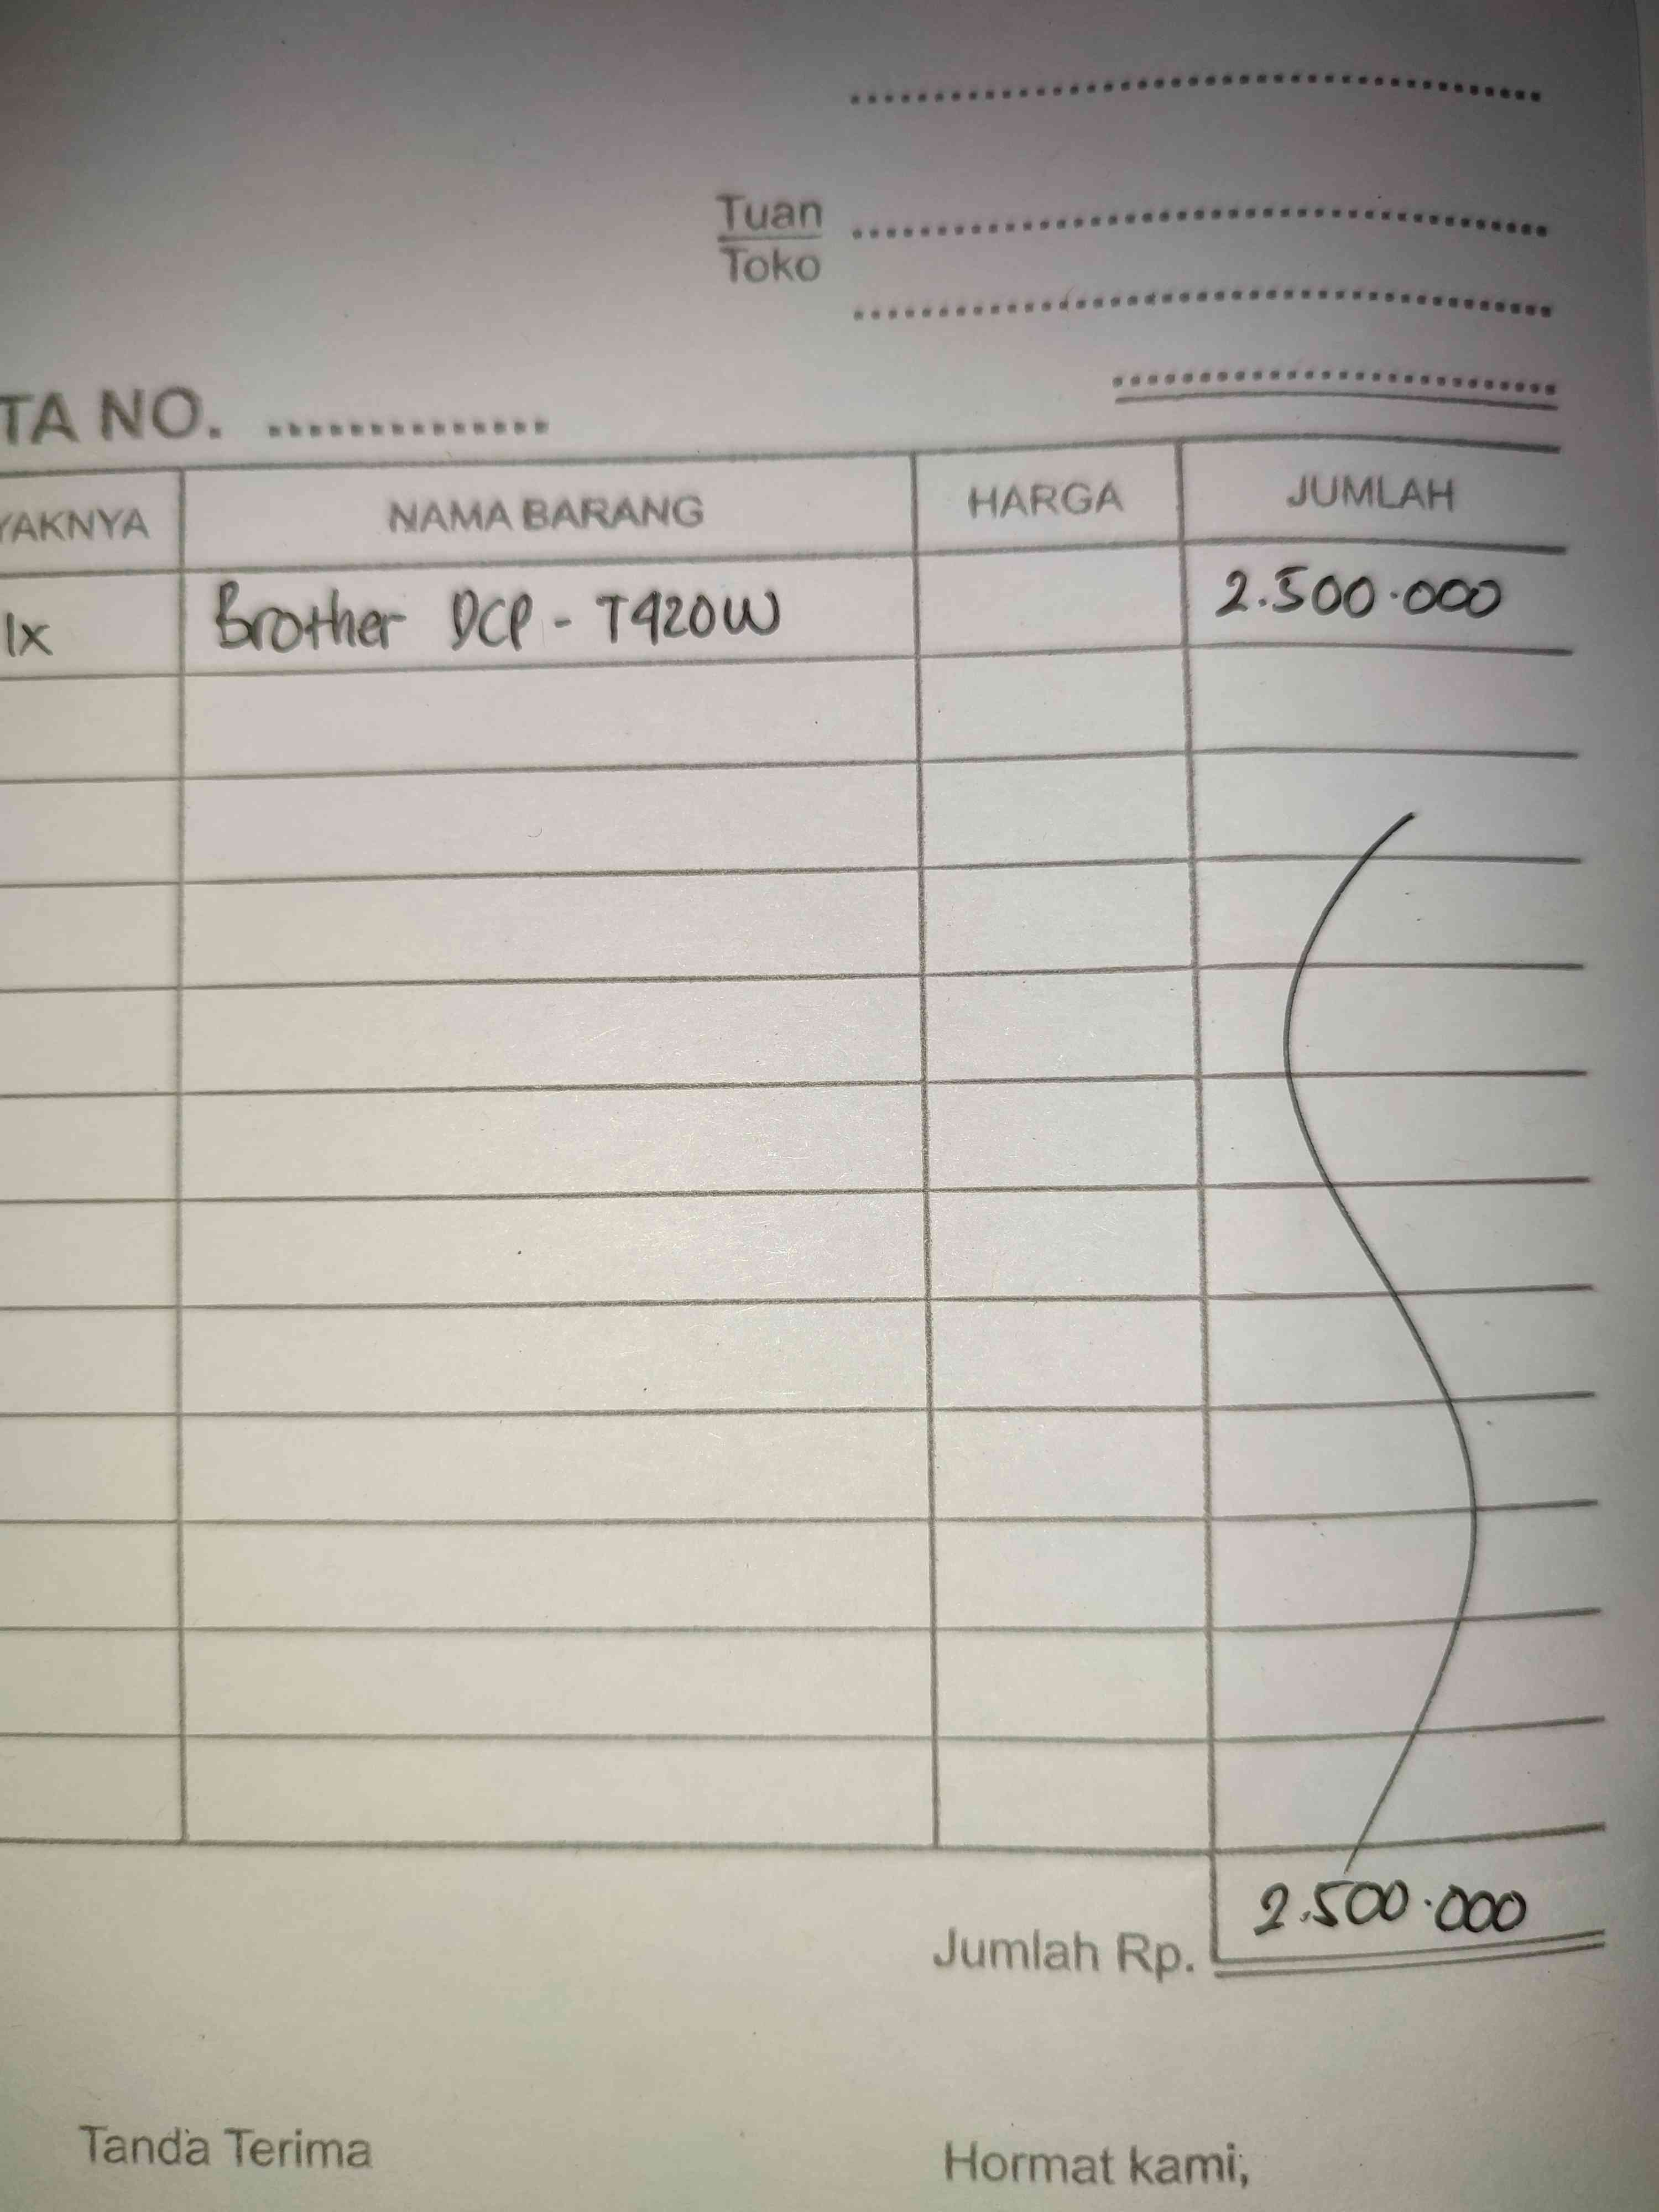 Tuan
Toko
TA NO. ..............
YAKNYA NAMA BARANG HARGA JUMLAH
1x Brother DCP - T420W 2.500.000
Jumlah Rp. 2.500.000
Tanda Terima Hormat kami,